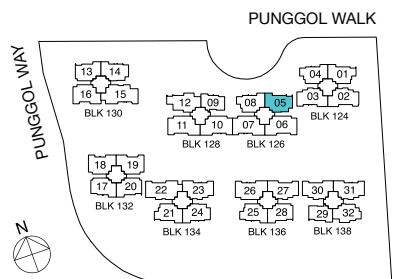 PUNGGOL WALK
PUNGGOL WAY
04 01
03 02
BLK 124
13 14
16 15
BLK 130
12 09
11 10
BLK 128
08 05
07 06
BLK 126
18 19
17 20
BLK 132
22 23
21 24
BLK 134
26 27
25 28
BLK 136
30 31
29 32
BLK 138
N